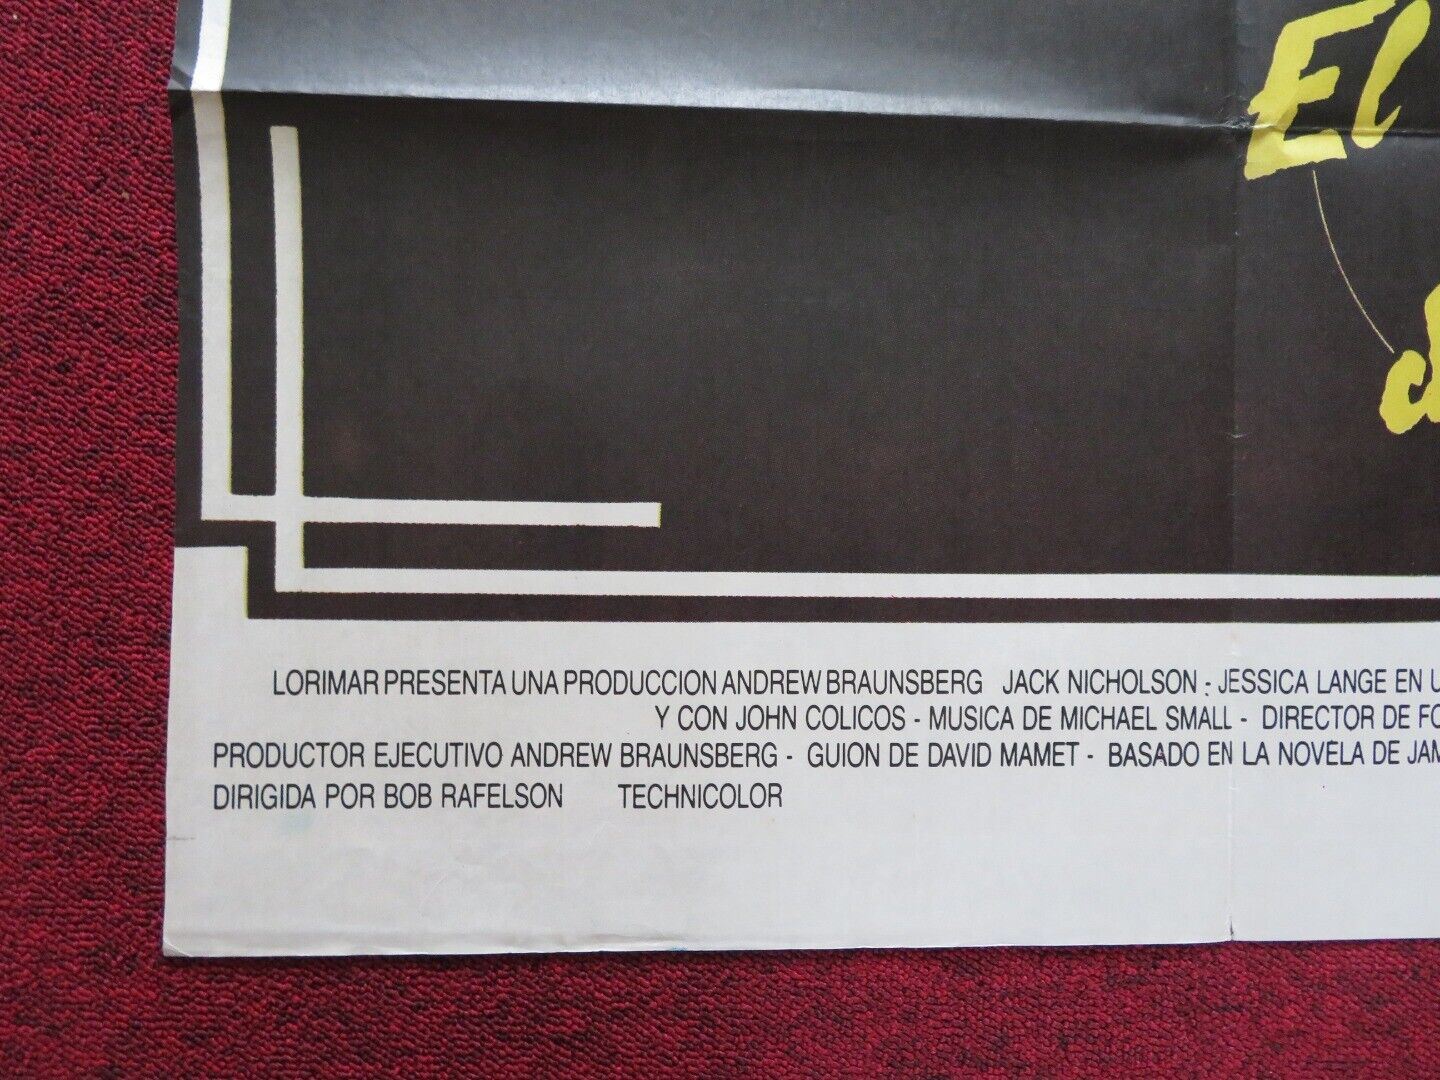 El
LORIMAR PRESENTA UNA PRODUCCION ANDREW BRAUNSBERG JACK NICHOLSON - JESSICA LANGE EN
Y CON JOHN COLICOS - MUSICA DE MICHAEL SMALL - DIRECTOR DE
PRODUCTOR EJECUTIVO ANDREW BRAUNSBERG - GUION DE DAVID MAMET - BASADO EN LA NOVELA DE
DIRIGIDA POR BOB RAFELSON TECHNICOLOR